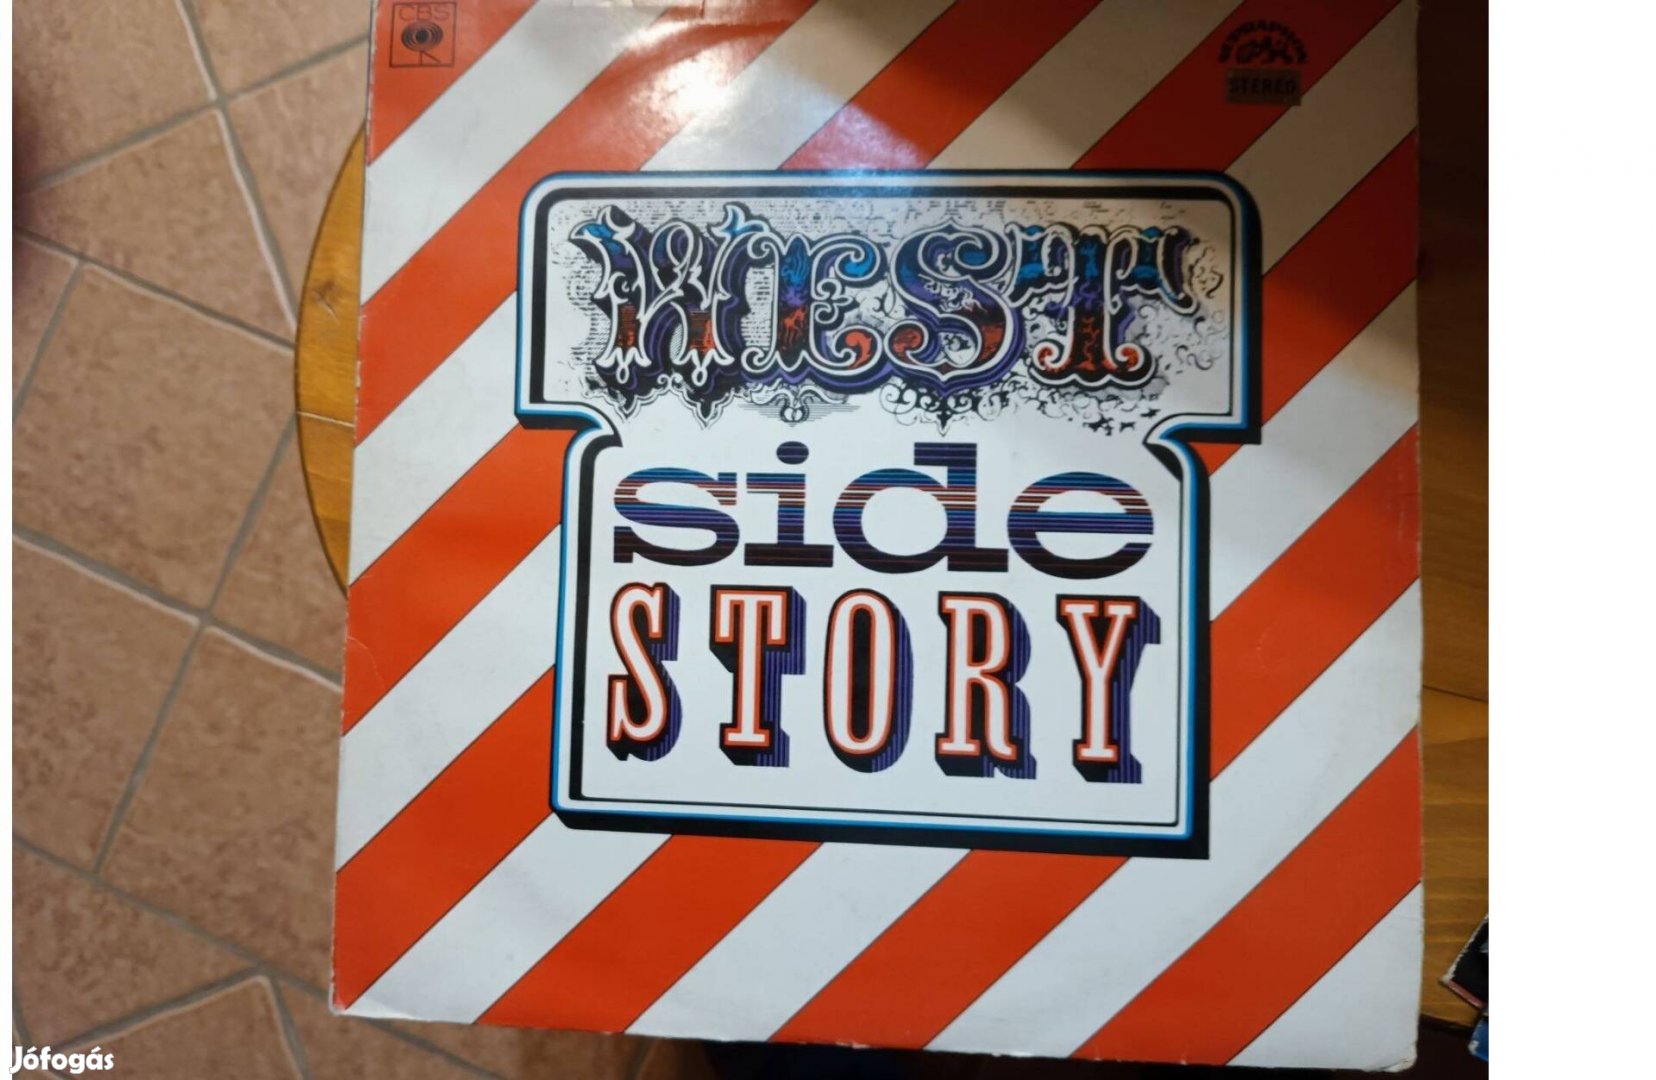 CBS
SUPRAPHON
STEREO
WEST
side
STORY
Jófogás